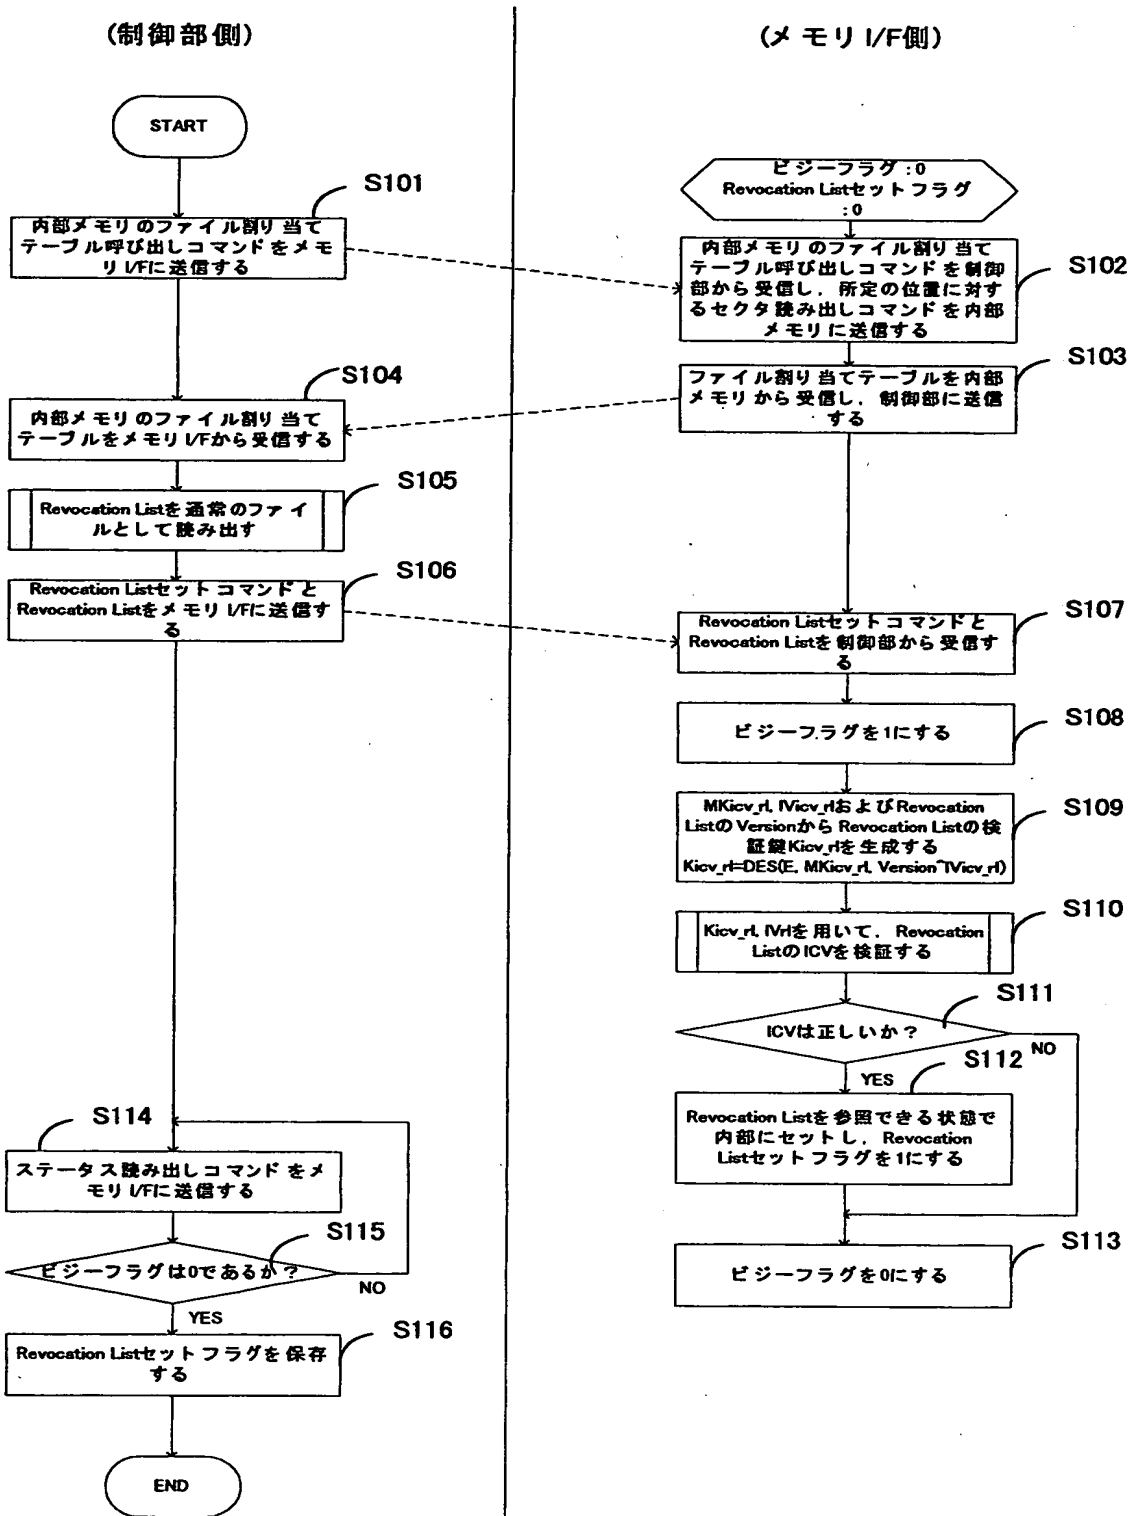 (制御部側)
START
S101
内部メモリのファイル割り当て
テーブル呼び出しコマンドをメモ
リI/Fに送信する
S104
内部メモリのファイル割り当て
テーブルをメモリI/Fから受信する
S105
Revocation Listを通常のファイ
ルとして読み出す
S106
Revocation Listセットコマンドと
Revocation ListをメモリI/Fに送信す
る
S114
ステータス読み出しコマンドをメ
モリI/Fに送信する
S115
ビジーフラグは0であるか?
NO
YES
S116
Revocation Listセットフラグを保存
する
END
(メモリI/F側)
ビジーフラグ:0
Revocation Listセットフラグ
:0
S102
内部メモリのファイル割り当て
テーブル呼び出しコマンドを制御
部から受信し、所定の位置に対す
るセクタ読み出しコマンドを内部
メモリに送信する
S103
ファイル割り当てテーブルを内部
メモリから受信し、制御部に送信
する
S107
Revocation Listセットコマンドと
Revocation Listを制御部から受信す
る
S108
ビジーフラグを1にする
S109
MKicv_rl, IVicv_rlおよびRevocation
ListのVersionからRevocation Listの検
証鍵Kicv_rlを生成する
Kicv_rl=DES(E, MKicv_rl, Version^IVicv_rl)
S110
Kicv_rl, IVrlを用いて、Revocation
ListのICVを検証する
S111
ICVは正しいか?
NO
YES
S112
Revocation Listを参照できる状態で
内部にセットし、Revocation
Listセットフラグを1にする
S113
ビジーフラグを0にする